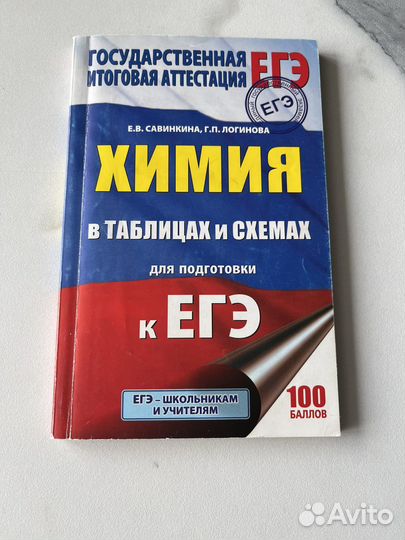 ГОСУДАРСТВЕННАЯ
ИТОГОВАЯ АТТЕСТАЦИЯ
ЕГЭ
ЕГЭ
Е.В. САВИНКИНА, Г.П. ЛОГИНОВА
ХИМИЯ
В ТАБЛИЦАХ И СХЕМАХ
ДЛЯ ПОДГОТОВКИ
К ЕГЭ
ЕГЭ – ШКОЛЬНИКАМ
И УЧИТЕЛЯМ
100
БАЛЛОВ
Avito